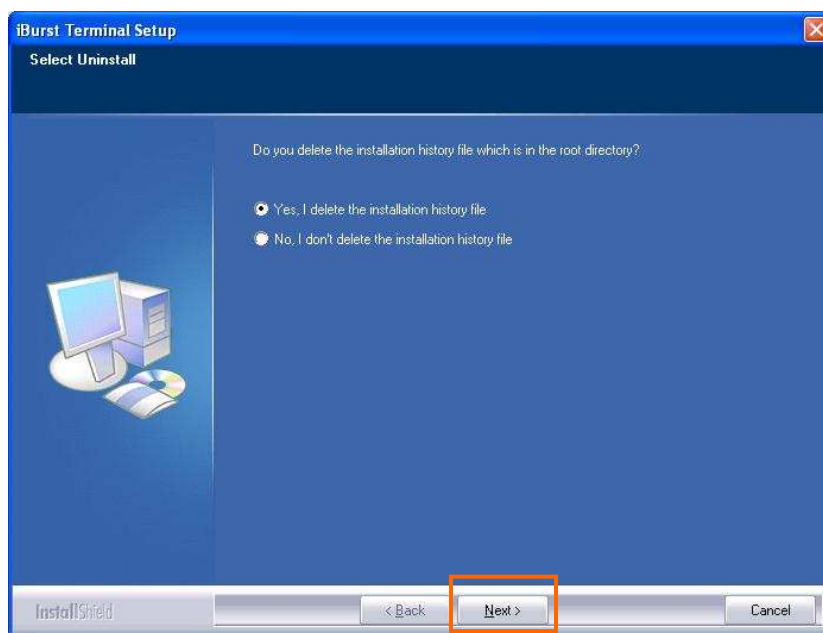 iBurst Terminal Setup
Select Uninstall
Do you delete the installation history file which is in the root directory?
Yes, I delete the installation history file
No, I don't delete the installation history file
InstallShield
< Back
Next >
Cancel